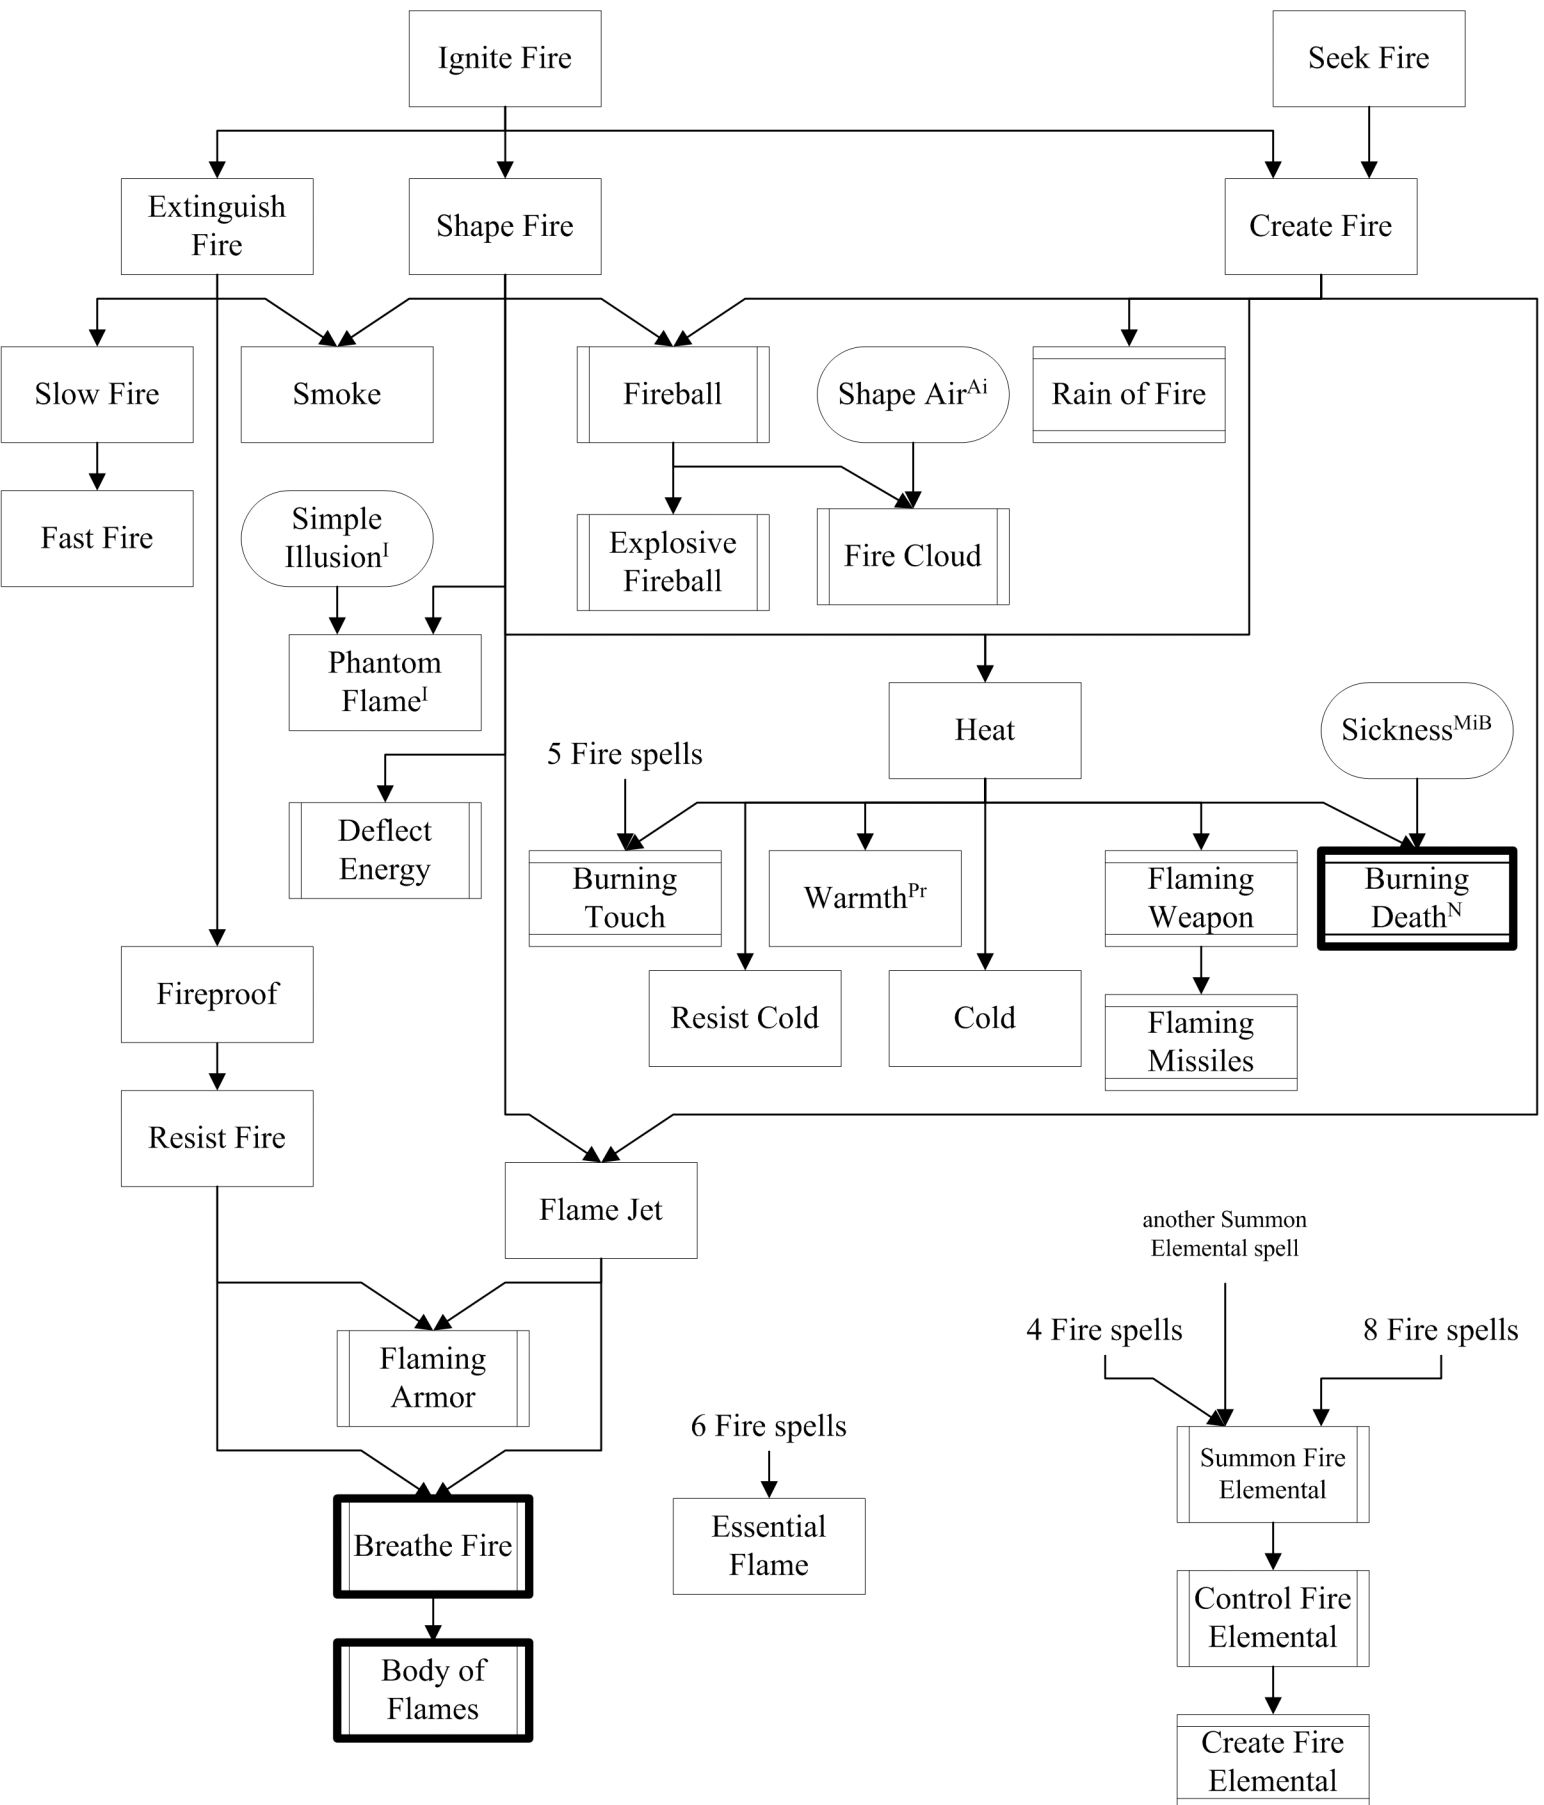 Ignite Fire
Seek Fire
Extinguish
Fire
Shape Fire
Create Fire
Slow Fire
Smoke
Fireball
Shape Air^Ai
Rain of Fire
Fast Fire
Simple
Illusion^I
Explosive
Fireball
Fire Cloud
Phantom
Flame^I
Heat
Sickness^MiB
5 Fire spells
Deflect
Energy
Burning
Touch
Warmth^Pr
Flaming
Weapon
Burning
Death^N
Fireproof
Resist Cold
Cold
Flaming
Missiles
Resist Fire
Flame Jet
another Summon
Elemental spell
4 Fire spells
8 Fire spells
Flaming
Armor
6 Fire spells
Summon Fire
Elemental
Breathe Fire
Essential
Flame
Control Fire
Elemental
Body of
Flames
Create Fire
Elemental